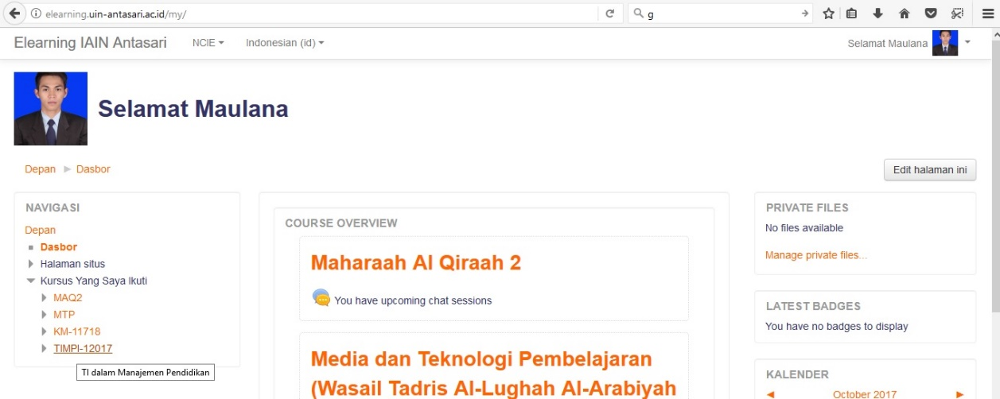 elearning.uin-antasari.ac.id/my/
g
Elearning IAIN Antasari
NCIE
Indonesian (id)
Selamat Maulana
Selamat Maulana
Depan
Dasbor
Edit halaman ini
NAVIGASI
Depan
Dasbor
Halaman situs
Kursus Yang Saya Ikuti
MAQ2
MTP
KM-11718
TIMPI-12017
TI dalam Manajemen Pendidikan
COURSE OVERVIEW
Maharaah Al Qiraah 2
You have upcoming chat sessions
Media dan Teknologi Pembelajaran
(Wasail Tadris Al-Lughah Al-Arabiyah
PRIVATE FILES
No files available
Manage private files...
LATEST BADGES
You have no badges to display
KALENDER
October 2017